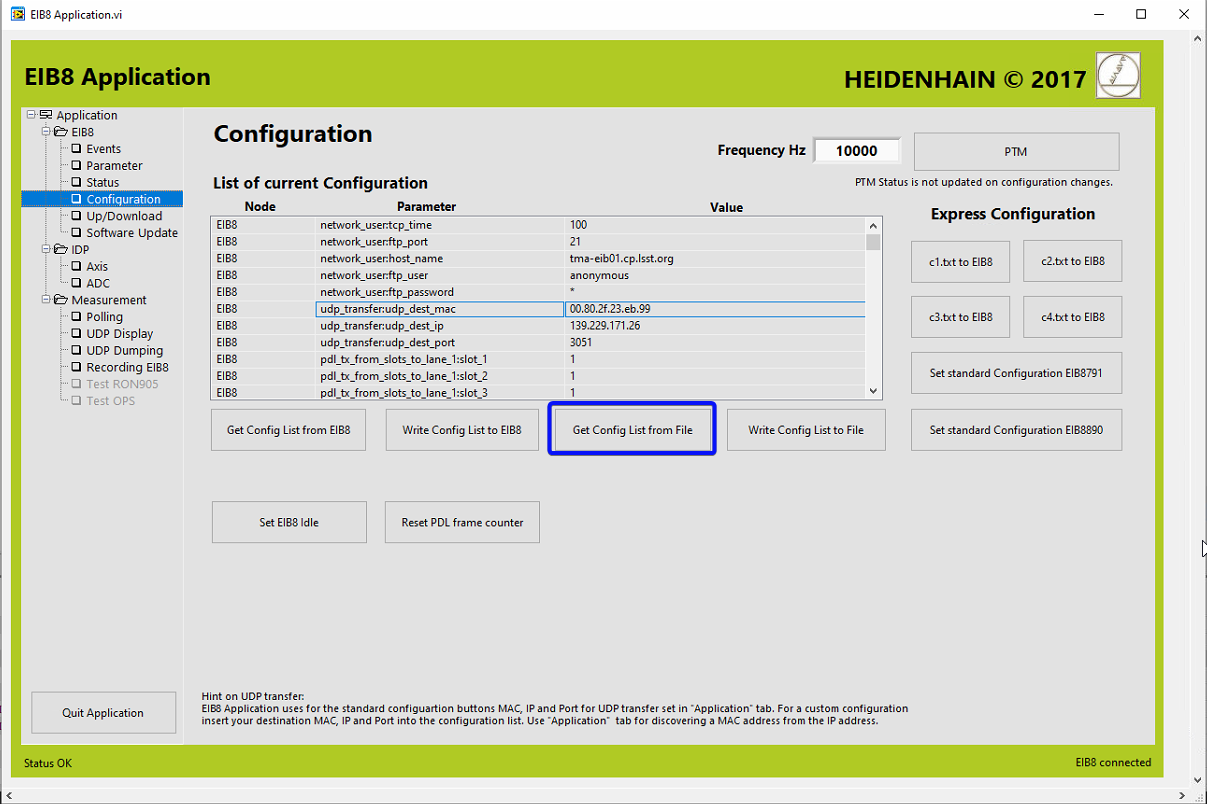 EIB8 Application.vi
EIB8 Application
HEIDENHAIN © 2017
Application
EIB8
Events
Parameter
Status
Configuration
Up/Download
Software Update
IDP
Axis
ADC
Measurement
Polling
UDP Display
UDP Dumping
Recording EIB8
Test RON905
Test OPS
Quit Application
Configuration
Frequency Hz 10000 PTM
PTM Status is not updated on configuration changes.
List of current Configuration
Node Parameter Value
EIB8 network_user:tcp_time 100
EIB8 network_user:ftp_port 21
EIB8 network_user:host_name tma-eib01.cp.lsst.org
EIB8 network_user:ftp_user anonymous
EIB8 network_user:ftp_password *
EIB8 udp_transfer:udp_dest_mac 00.80.2f.23.eb.99
EIB8 udp_transfer:udp_dest_ip 139.229.171.26
EIB8 udp_transfer:udp_dest_port 3051
EIB8 pdl_tx_from_slots_to_lane_1:slot_1 1
EIB8 pdl_tx_from_slots_to_lane_1:slot_2 1
EIB8 pdl_tx_from_slots_to_lane_1:slot_3 1
Get Config List from EIB8 Write Config List to EIB8 Get Config List from File Write Config List to File
Set EIB8 Idle Reset PDL frame counter
Express Configuration
c1.txt to EIB8 c2.txt to EIB8
c3.txt to EIB8 c4.txt to EIB8
Set standard Configuration EIB8791
Set standard Configuration EIB8890
Hint on UDP transfer:
EIB8 Application uses for the standard configuartion buttons MAC, IP and Port for UDP transfer set in "Application" tab. For a custom configuration
insert your destination MAC, IP and Port into the configuration list. Use "Application" tab for discovering a MAC address from the IP address.
Status OK
EIB8 connected